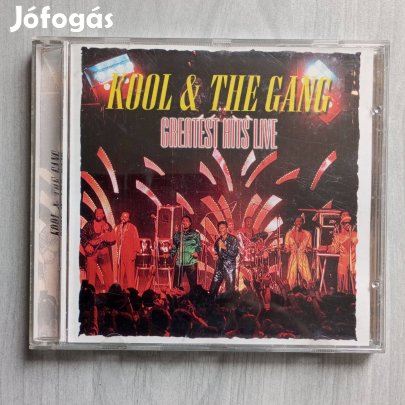 Jófogás
KOOL & THE GANG
GREATEST HITS LIVE
KOOL & THE GANG